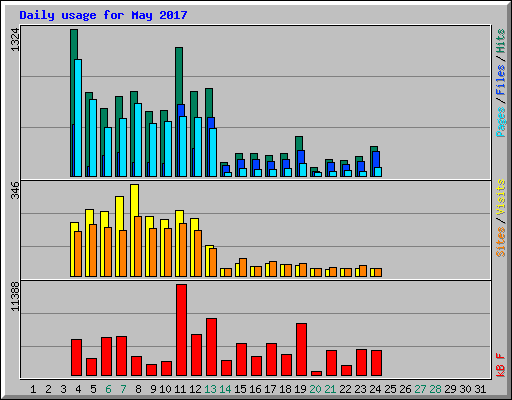 Daily usage for May 2017
1324
Pages / Files / Hits
346
Sites / Visits
11388
kB F
1 2 3 4 5 6 7 8 9 10 11 12 13 14 15 16 17 18 19 20 21 22 23 24 25 26 27 28 29 30 31